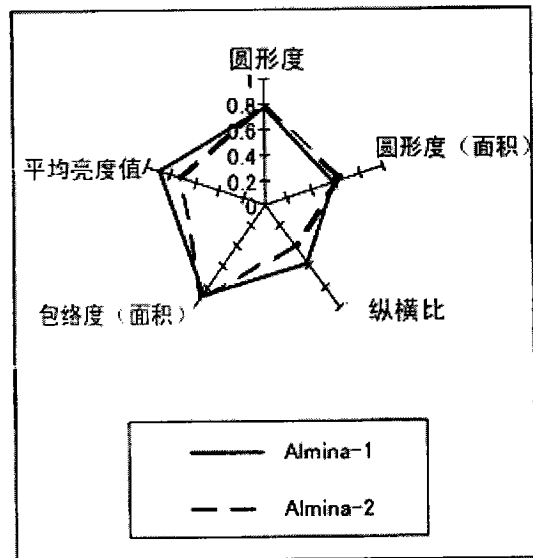 圆形度
0.8
0.6
0.4
0.2
0
圆形度（面积）
平均亮度值
包络度（面积）
纵横比
Almina-1
Almina-2